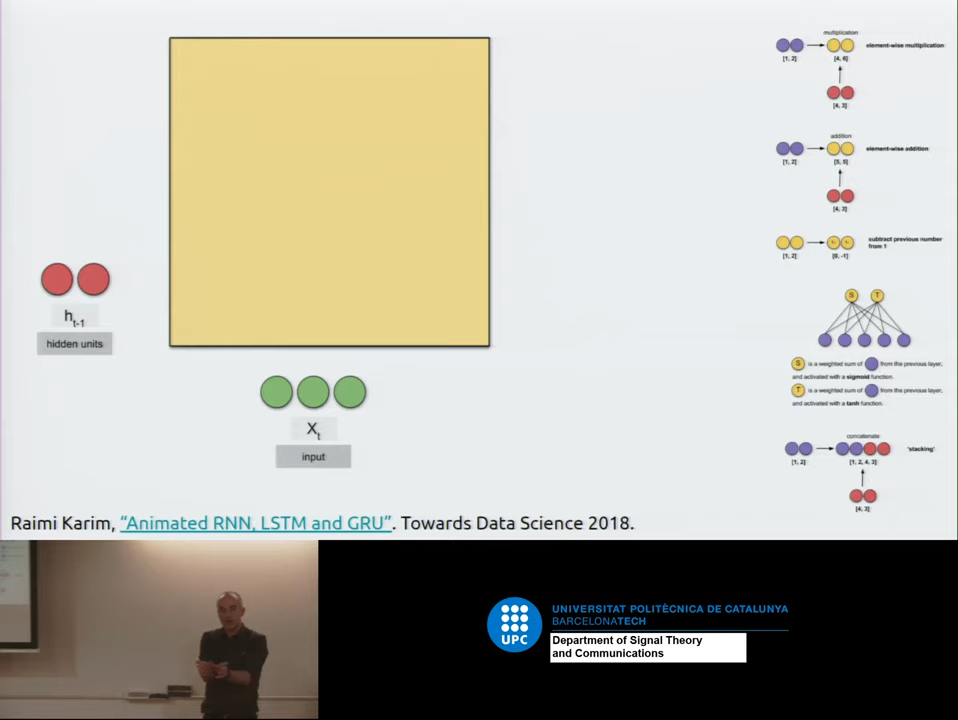 multiplication
element-wise multiplication
[1, 2]
[4, 6]
[4, 3]
addition
element-wise addition
[1, 2]
[5, 5]
[4, 3]
subtract previous number
from 1
[1, 2]
[0, -1]
h t-1
hidden units
S T
S is a weighted sum of from the previous layer,
and activated with a sigmoid function.
T is a weighted sum of from the previous layer,
and activated with a tanh function.
X t
input
concatenate
'stacking'
[1, 2]
[1, 2, 4, 3]
[4, 3]
Raimi Karim, “Animated RNN, LSTM and GRU”. Towards Data Science 2018.
UPC
UNIVERSITAT POLITÈCNICA DE CATALUNYA
BARCELONATECH
Department of Signal Theory
and Communications